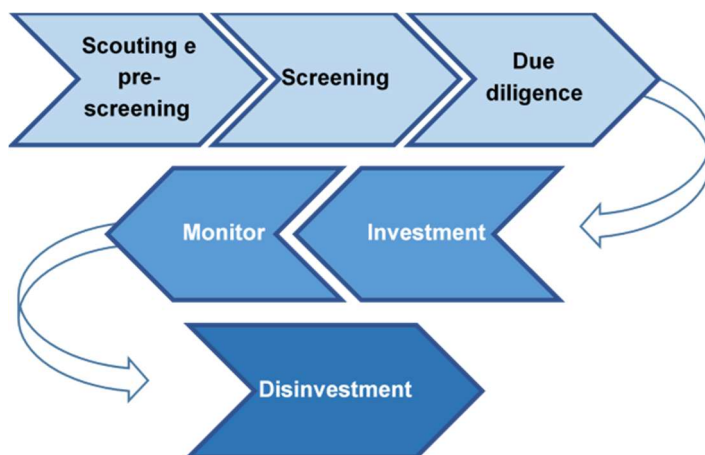 Scouting e
pre-
screening
Screening
Due
diligence
Investment
Monitor
Disinvestment